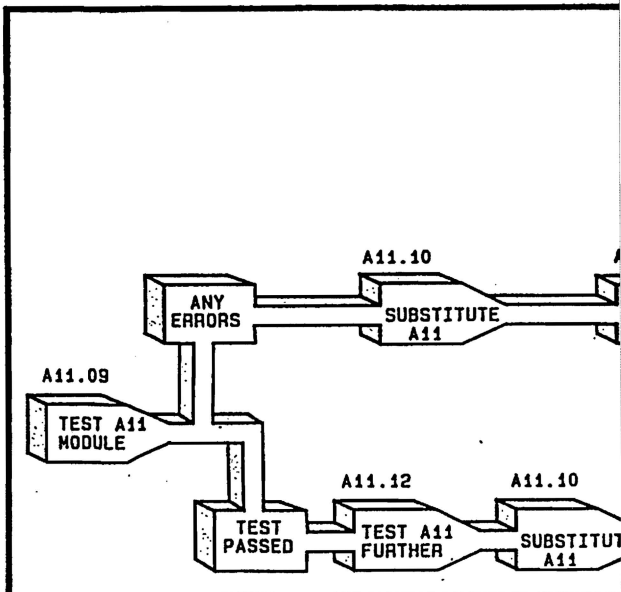 A11.10
A
ANY
ERRORS
SUBSTITUTE
A11
A11.09
TEST A11
MODULE
A11.12
A11.10
TEST
PASSED
TEST A11
FURTHER
SUBSTITUT
A11